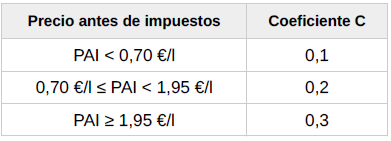 Precio antes de impuestos Coeficiente C
PAI < 0,70 €/l 0,1
0,70 €/l ≤ PAI < 1,95 €/l 0,2
PAI ≥ 1,95 €/l 0,3